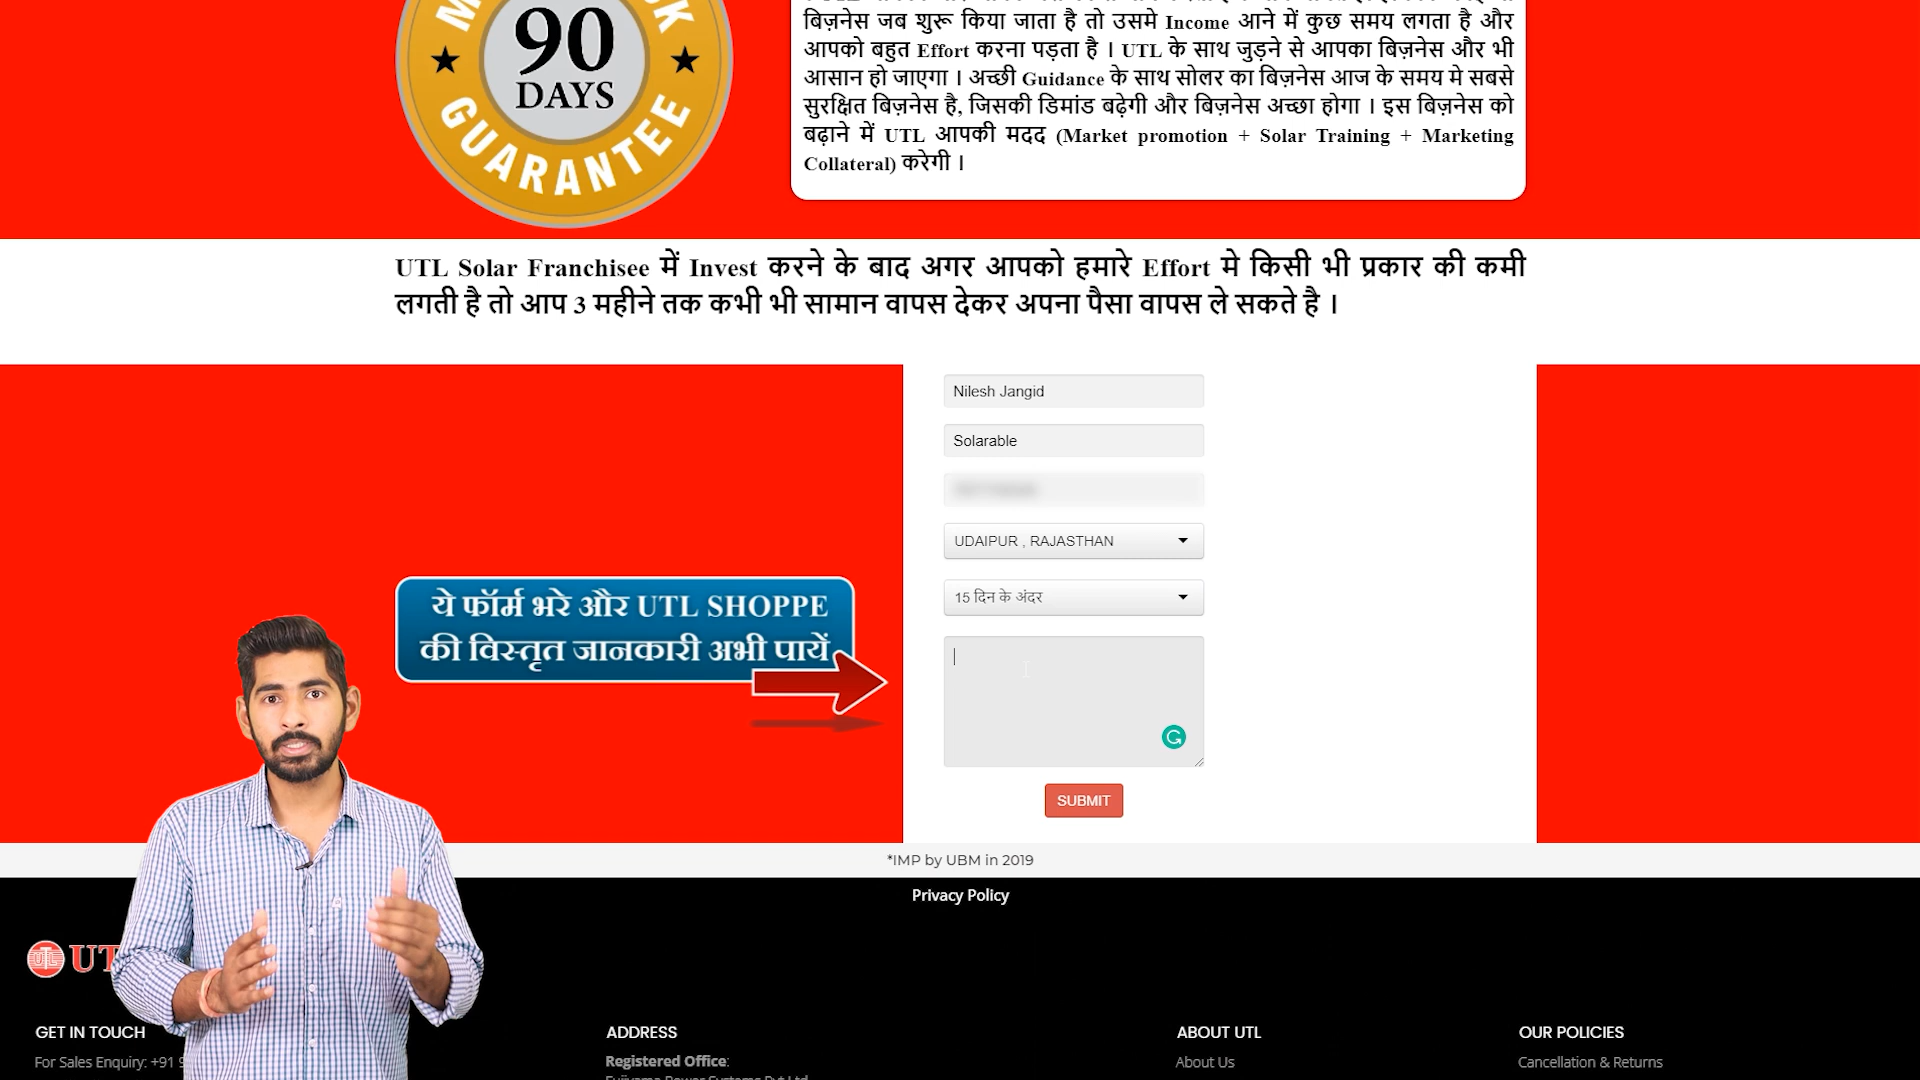 90
DAYS
GUARANTEE
बिज़नेस जब शुरू किया जाता है तो उसमे Income आने में कुछ समय लगता है और
आपको बहुत Effort करना पड़ता है । UTL के साथ जुड़ने से आपका बिज़नेस और भी
आसान हो जाएगा । अच्छी Guidance के साथ सोलर का बिज़नेस आज के समय मे सबसे
सुरक्षित बिज़नेस है, जिसकी डिमांड बढ़ेगी और बिज़नेस अच्छा होगा । इस बिज़नेस को
बढ़ाने में UTL आपकी मदद (Market promotion + Solar Training + Marketing
Collateral) करेगी ।
UTL Solar Franchisee में Invest करने के बाद अगर आपको हमारे Effort मे किसी भी प्रकार की कमी
लगती है तो आप 3 महीने तक कभी भी सामान वापस देकर अपना पैसा वापस ले सकते है ।
Nilesh Jangid
Solarable
UDAIPUR , RAJASTHAN
15 दिन के अंदर
ये फॉर्म भरे और UTL SHOPPE
की विस्तृत जानकारी अभी पायें
SUBMIT
*IMP by UBM in 2019
Privacy Policy
GET IN TOUCH
For Sales Enquiry: +91 9
ADDRESS
Registered Office:
ABOUT UTL
About Us
OUR POLICIES
Cancellation & Returns